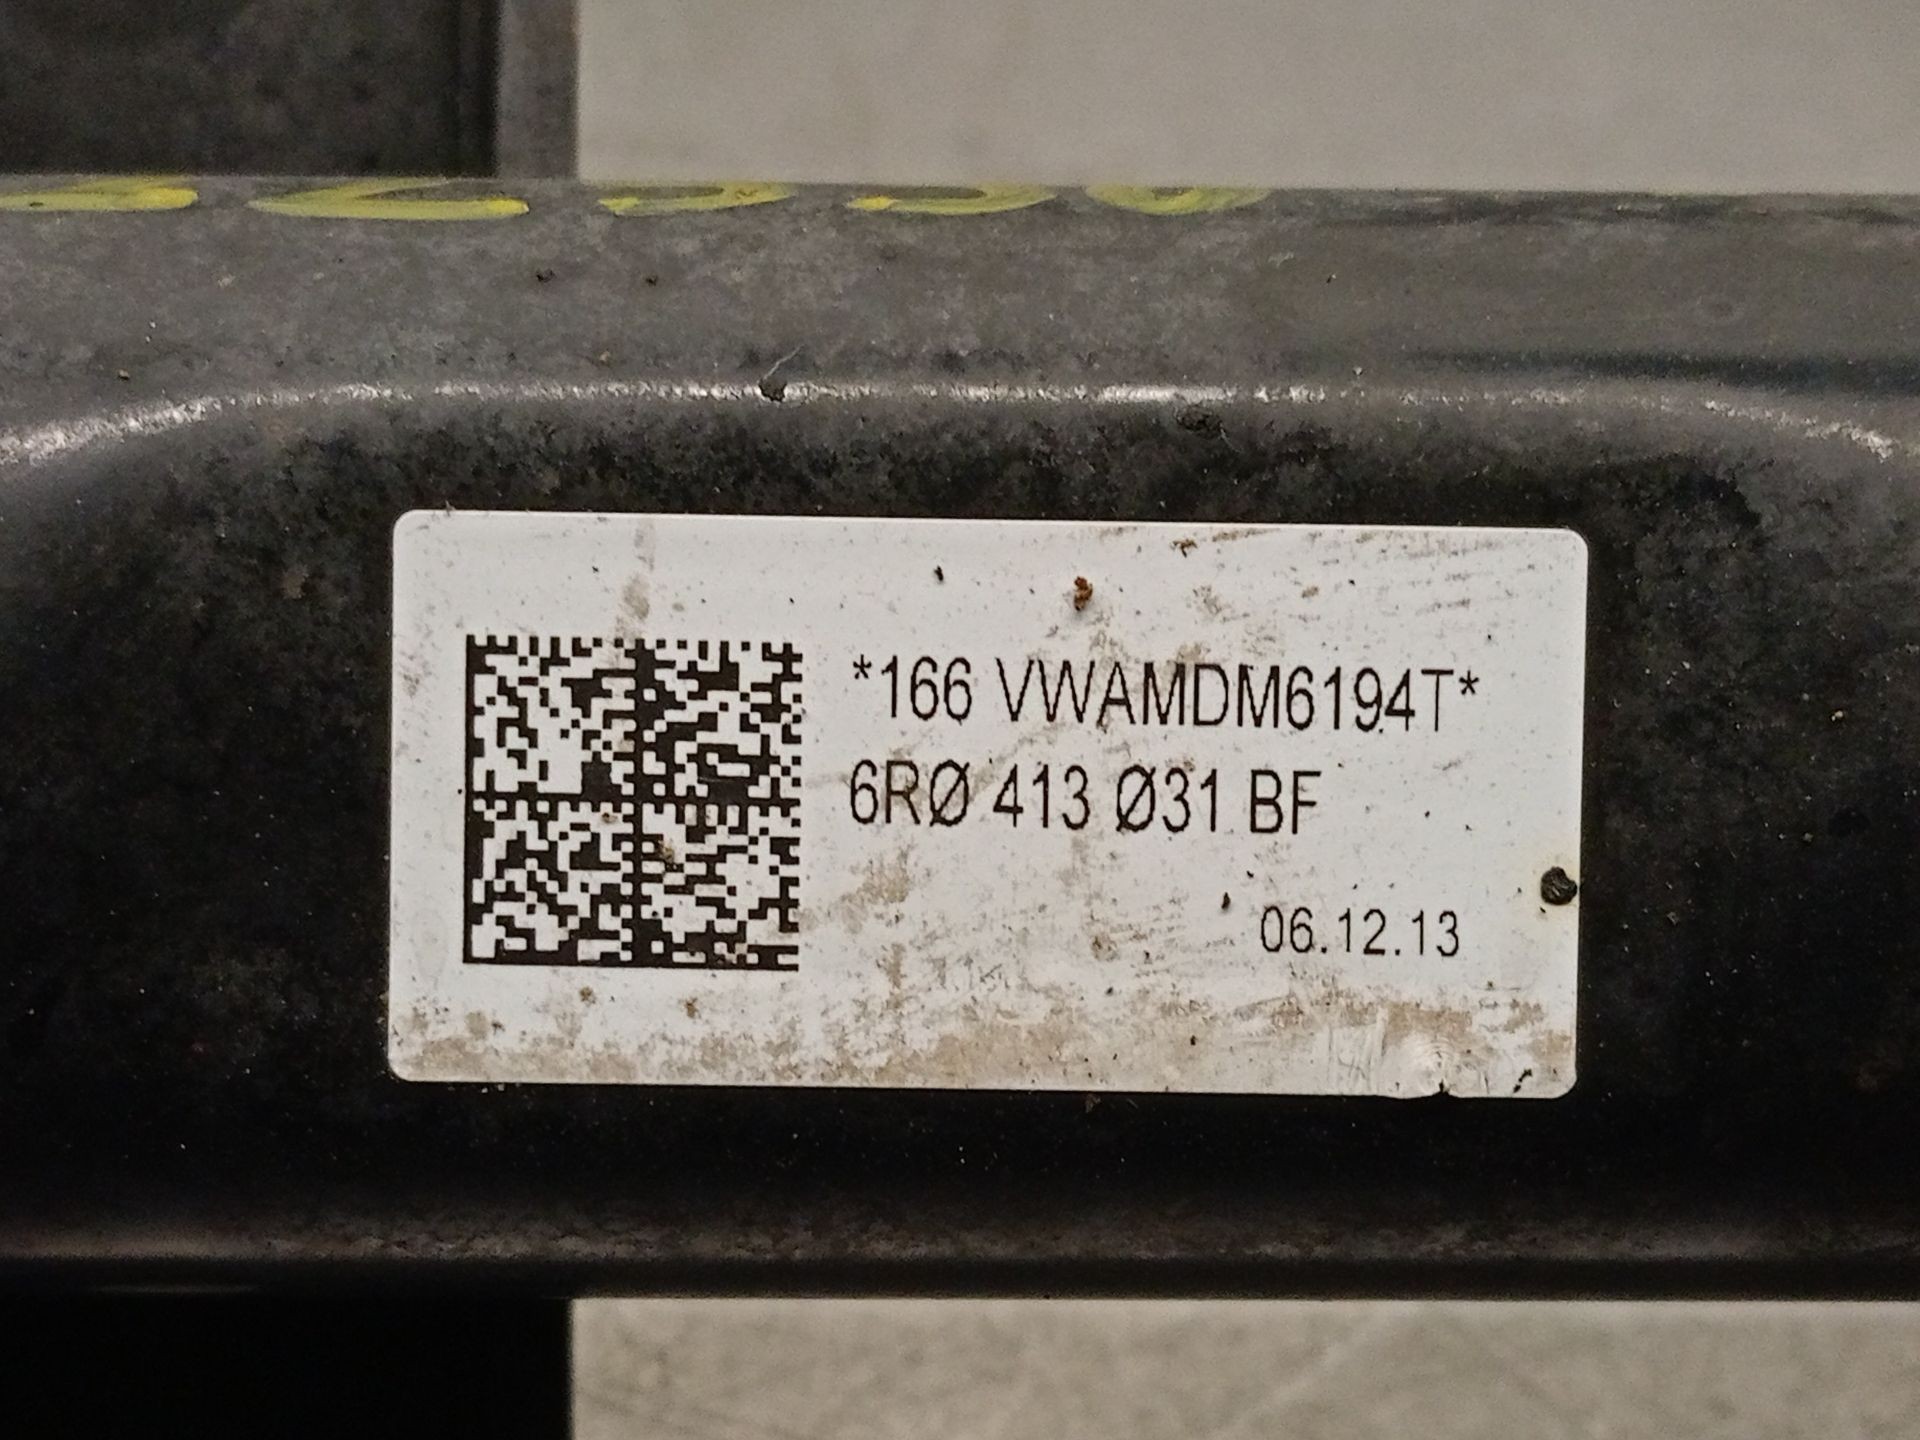 *166 VWAMDM6194T*
6RØ 413 Ø31 BF
06.12.13